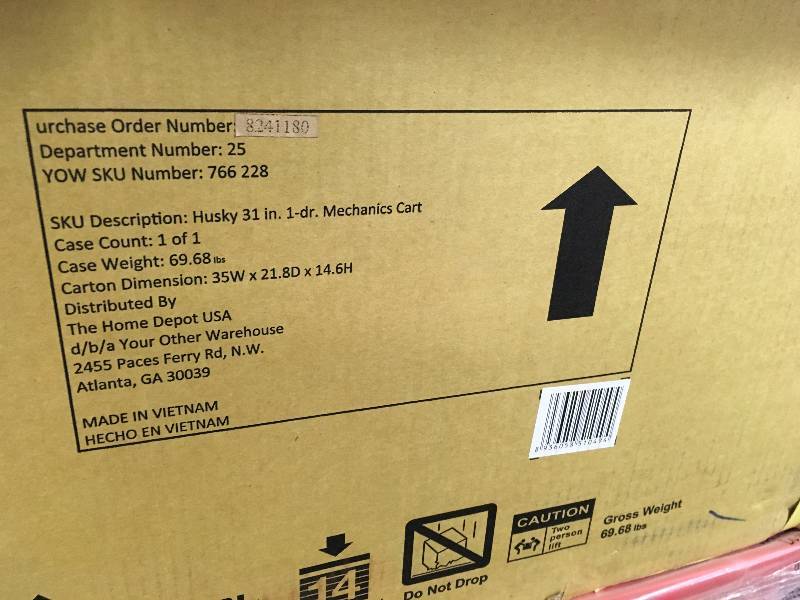 urchase Order Number: 8241180
Department Number: 25
YOW SKU Number: 766 228
SKU Description: Husky 31 in. 1-dr. Mechanics Cart
Case Count: 1 of 1
Case Weight: 69.68 lbs
Carton Dimension: 35W x 21.8D x 14.6H
Distributed By
The Home Depot USA
d/b/a Your Other Warehouse
2455 Paces Ferry Rd, N.W.
Atlanta, GA 30039
MADE IN VIETNAM
HECHO EN VIETNAM
14
Do Not Drop
CAUTION
Two
person
lift
Gross Weight
69.68 lbs